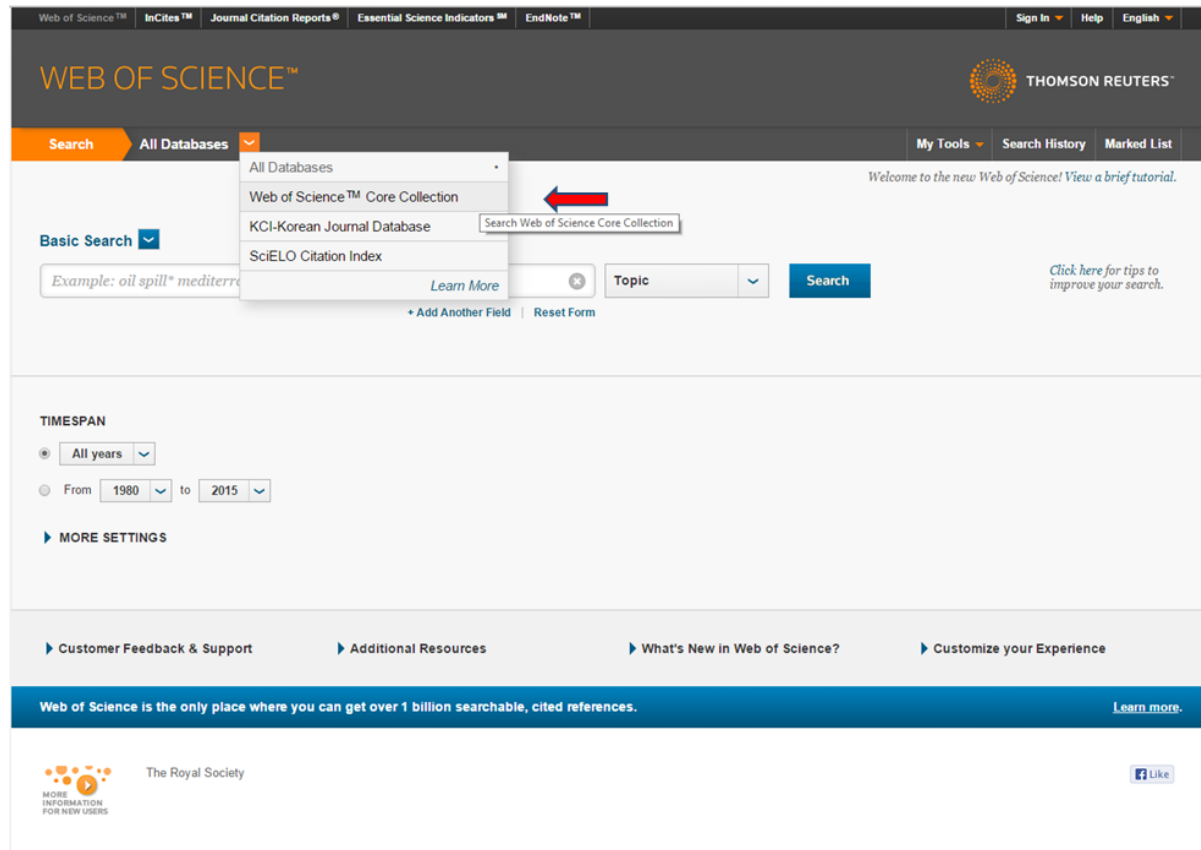 Web of Science™ InCites™ Journal Citation Reports® Essential Science Indicators℠ EndNote™ Sign In Help English
WEB OF SCIENCE™
THOMSON REUTERS™
Search All Databases My Tools Search History Marked List
All Databases
Welcome to the new Web of Science! View a brief tutorial.
Web of Science™ Core Collection
Search Web of Science Core Collection
KCI-Korean Journal Database
Basic Search
SciELO Citation Index
Example: oil spill* mediterr
Learn More
Topic Search
Click here for tips to
improve your search.
+ Add Another Field | Reset Form
TIMESPAN
All years
From 1980 to 2015
MORE SETTINGS
Customer Feedback & Support Additional Resources What's New in Web of Science? Customize your Experience
Web of Science is the only place where you can get over 1 billion searchable, cited references. Learn more.
The Royal Society
Like
MORE
INFORMATION
FOR NEW USERS